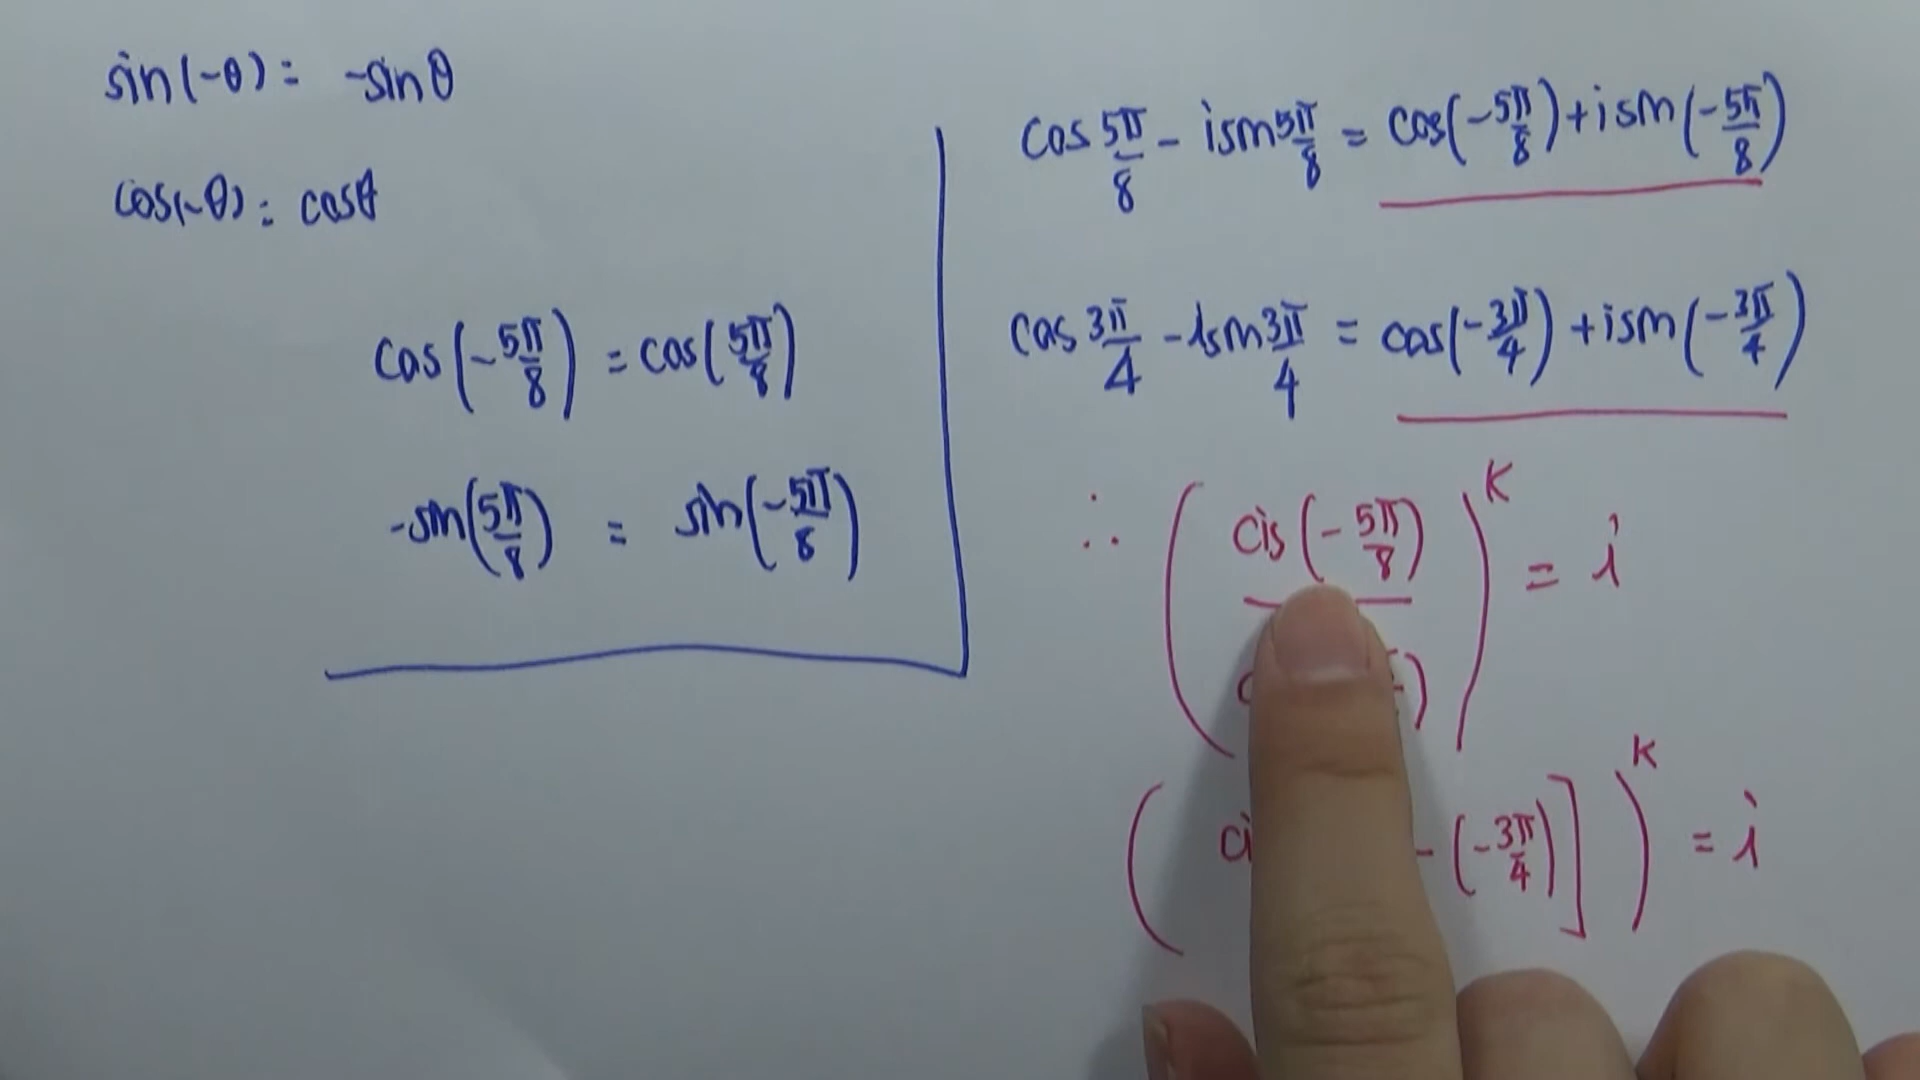 sin(-θ) = -sinθ
cos(-θ) = cosθ
cos(-5π/8) = cos(5π/8)
-sin(5π/8) = sin(-5π/8)
cos 5π/8 - isin 5π/8 = cos(-5π/8) + isin(-5π/8)
cos 3π/4 - isin 3π/4 = cos(-3π/4) + isin(-3π/4)
∴ (cis(-5π/8)/ )^K = i
( - (-3π/4)])^K = i